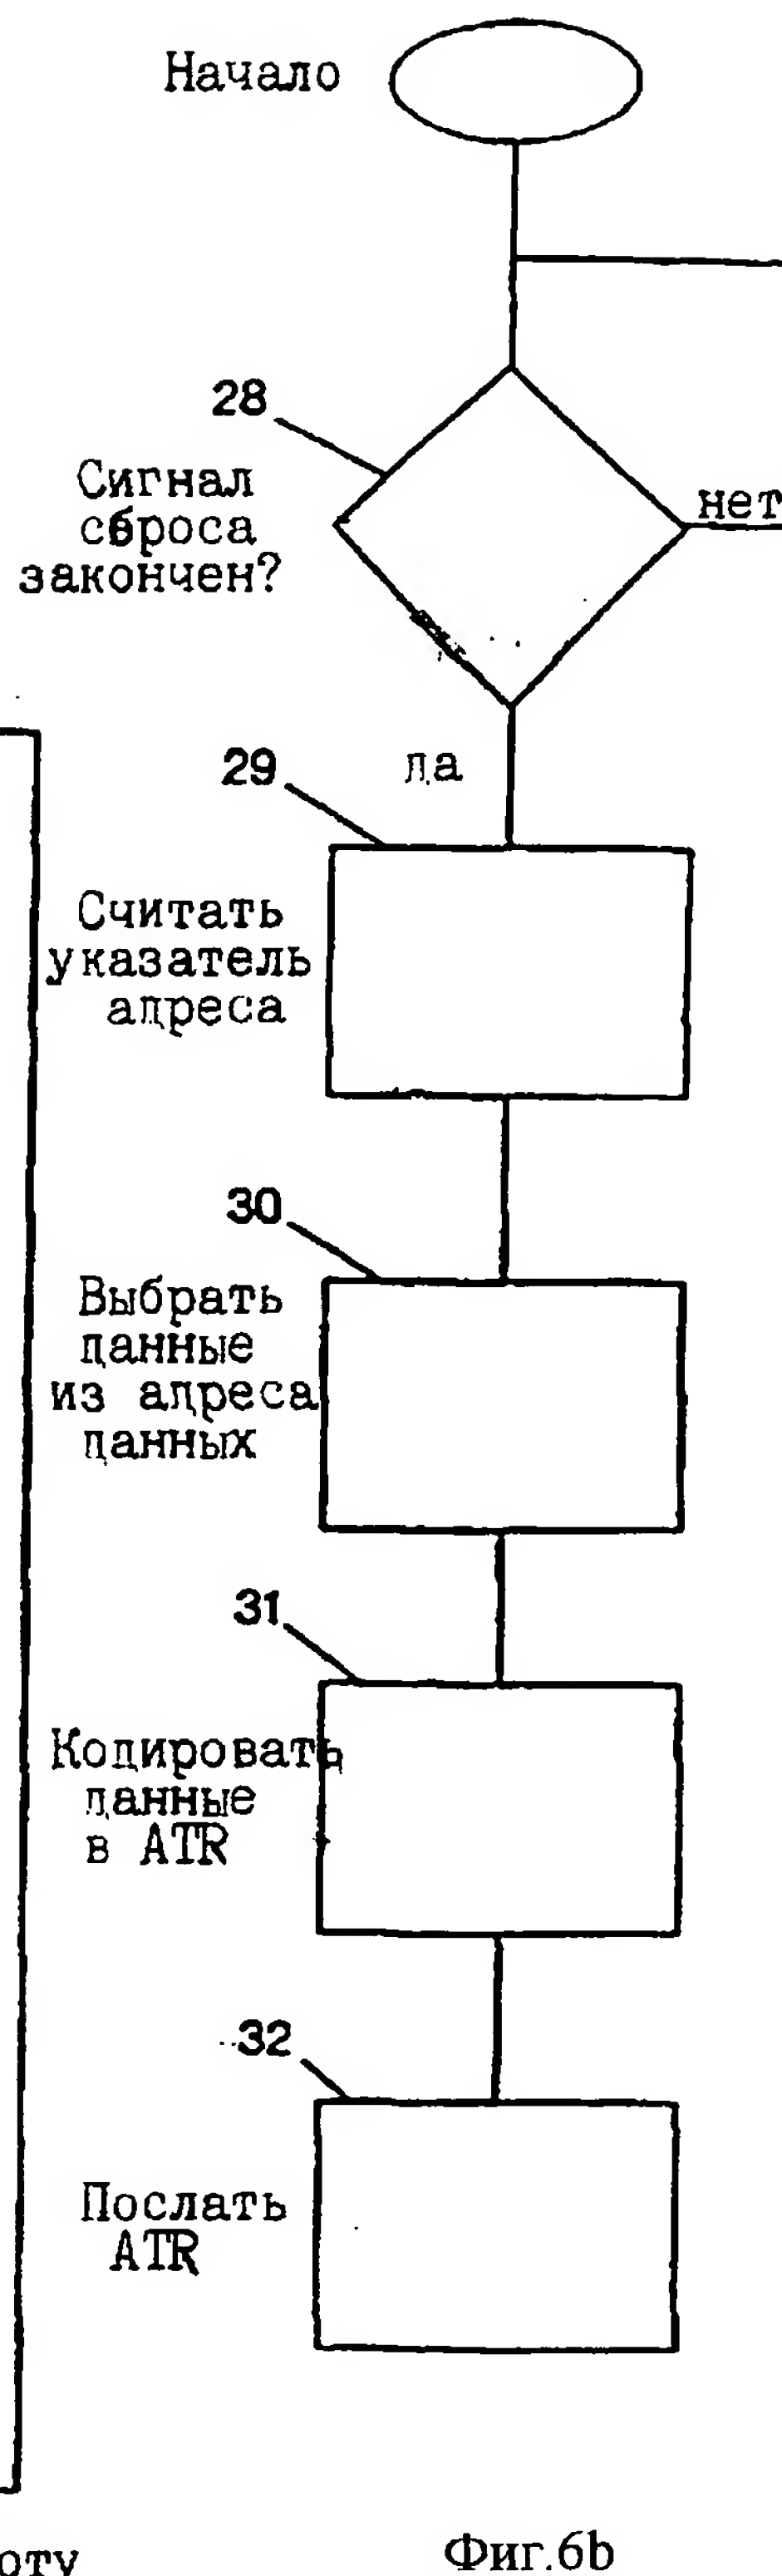 Начало
28
Сигнал
сброса
закончен?
нет
да
29
Считать
указатель
адреса
30
Выбрать
данные
из адреса
данных
31
Кодировать
данные
в ATR
32
Послать
ATR
оту
Фиг.6b